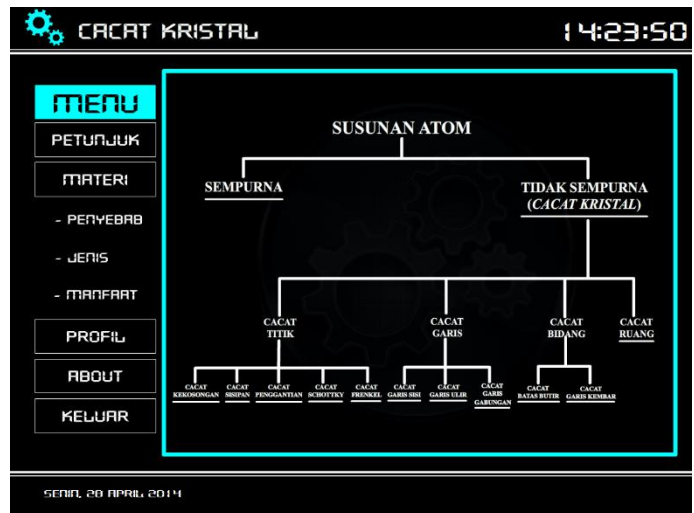 CACAT KRISTAL
14:23:50
MENU
PETUNJUK
MATERI
- PENYEBAB
- JENIS
- MANFAAT
PROFIL
ABOUT
KELUAR
SUSUNAN ATOM
SEMPURNA
TIDAK SEMPURNA
(CACAT KRISTAL)
CACAT
TITIK
CACAT
GARIS
CACAT
BIDANG
CACAT
RUANG
CACAT
KEKOSONGAN
CACAT
SISIPAN
CACAT
PENGGANTIAN
CACAT
SCHOTTKY
CACAT
FRENKEL
CACAT
GARIS SISI
CACAT
GARIS ULIR
CACAT
GARIS
GABUNGAN
CACAT
BATAS BUTIR
CACAT
GARIS KEMBAR
SENIN, 28 APRIL 2014